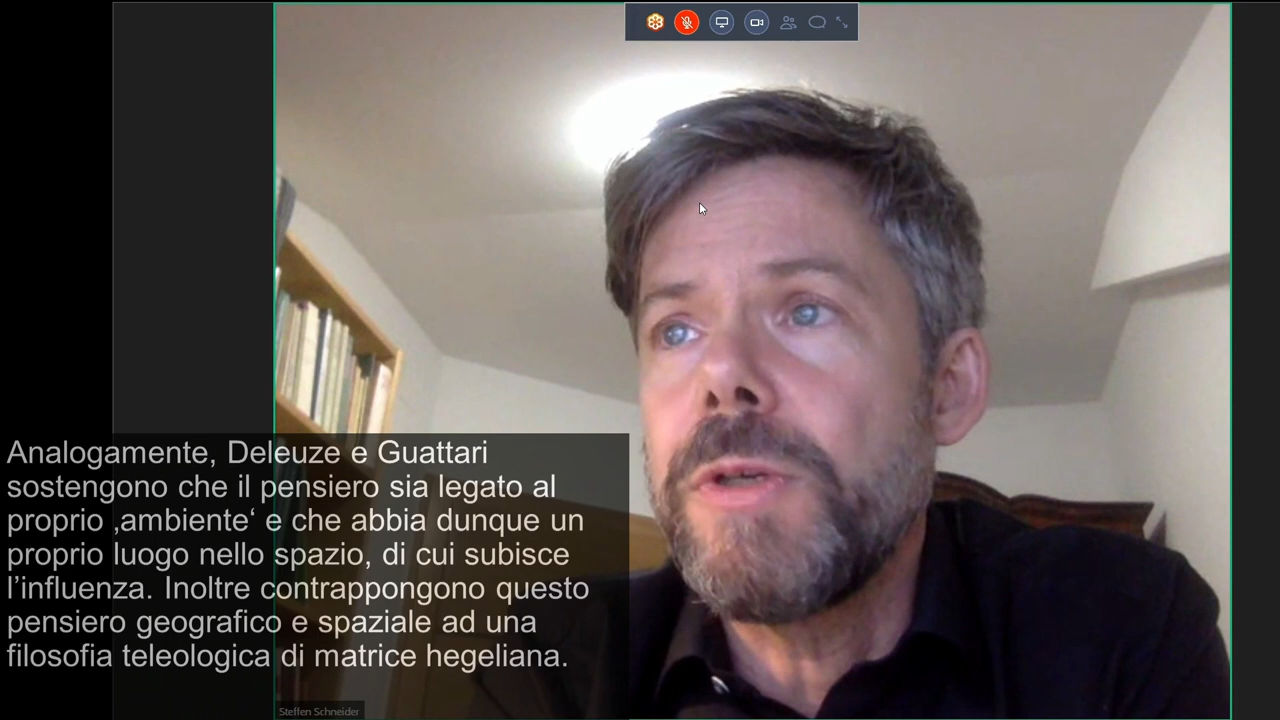 Analogamente, Deleuze e Guattari
sostengono che il pensiero sia legato al
proprio ‚ambiente‘ e che abbia dunque un
proprio luogo nello spazio, di cui subisce
l’influenza. Inoltre contrappongono questo
pensiero geografico e spaziale ad una
filosofia teleologica di matrice hegeliana.
Steffen Schneider